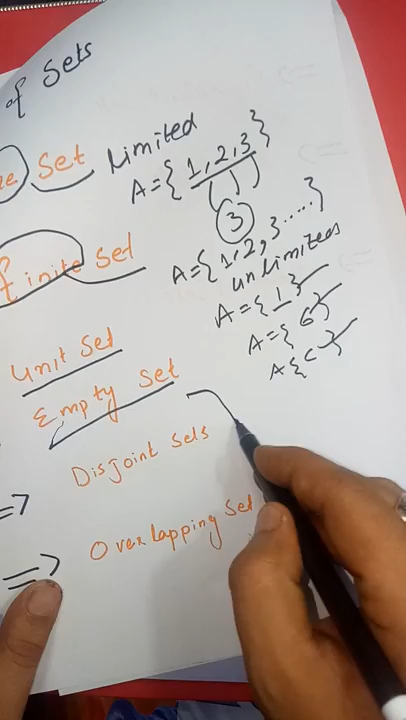 of Sets
Set Limited
A={1,2,3}
3
finite Set
A={1,2,3.....}
unlimited
A={1}
A={6}
A{c}
Unit Set
Empty Set
=> Disjoint Sets
=> Overlapping Set